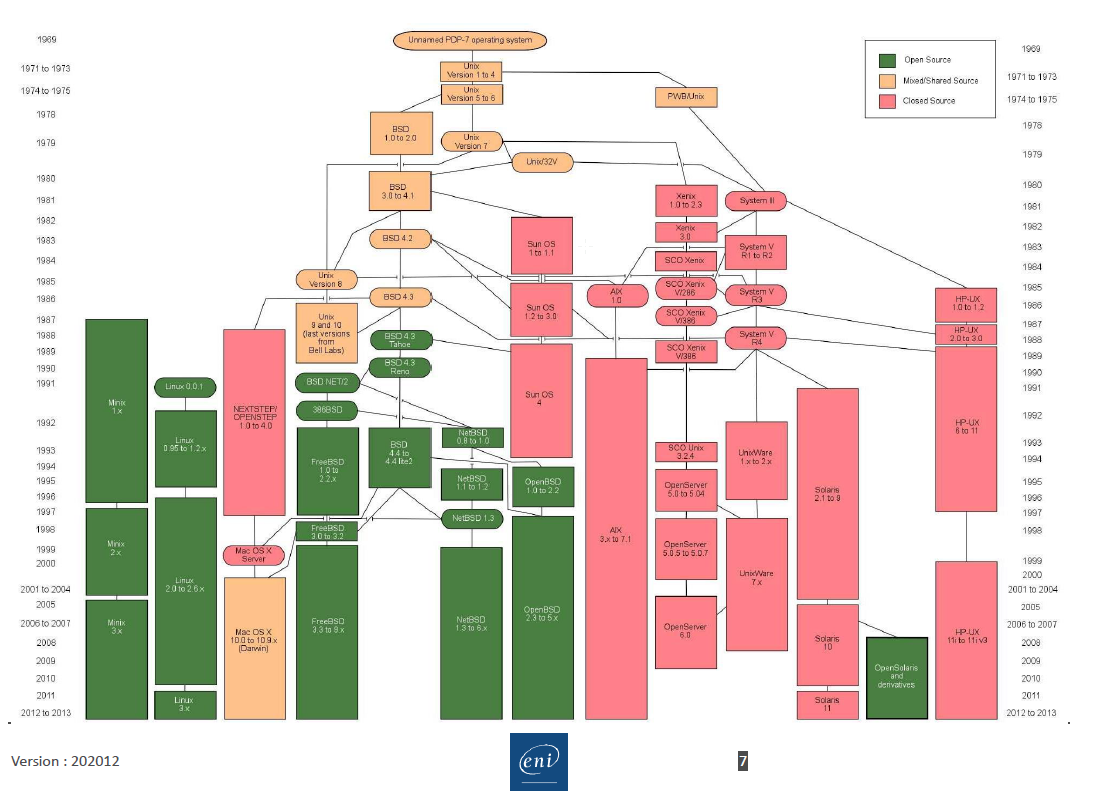 1969
1971 to 1973
1974 to 1975
1978
1979
1980
1981
1982
1983
1984
1985
1986
1987
1988
1989
1990
1991
1992
1993
1994
1995
1996
1997
1998
1999
2000
2001 to 2004
2005
2006 to 2007
2008
2009
2010
2011
2012 to 2013
Unnamed PDP-7 operating system
Unix
Version 1 to 4
Unix
Version 5 to 6
PWB/Unix
BSD
1.0 to 2.0
Unix
Version 7
Unix/32V
BSD
3.0 to 4.1
Xenix
1.0 to 2.3
System III
Xenix
3.0
BSD 4.2
Sun OS
1 to 1.1
System V
R1 to R2
SCO Xenix
Unix
Version 8
SCO Xenix
V/286
AIX
1.0
System V
R3
BSD 4.3
Sun OS
1.2 to 3.0
HP-UX
1.0 to 1.2
SCO Xenix
V/386
Unix
9 and 10
(last versions
from
Bell Labs)
HP-UX
2.0 to 3.0
System V
R4
BSD 4.3
Tahoe
SCO Xenix
V/386
BSD 4.3
Reno
BSD NET/2
Linux 0.0.1
Minix
1.x
386BSD
NEXTSTEP/
OPENSTEP
1.0 to 4.0
Sun OS
4
HP-UX
6 to 11
Linux
0.95 to 1.2.x
NetBSD
0.8 to 1.0
BSD
4.4 to
4.4 lite2
SCO Unix
3.2.4
UnixWare
1.x to 2.x
FreeBSD
1.0 to
2.2.x
NetBSD
1.1 to 1.2
OpenBSD
1.0 to 2.2
OpenServer
5.0 to 5.04
Solaris
2.1 to 9
NetBSD 1.3
FreeBSD
3.0 to 3.2
AIX
3.x to 7.1
OpenServer
5.0.5 to 5.0.7
Minix
2.x
Mac OS X
Server
UnixWare
7.x
Linux
2.0 to 2.6.x
OpenBSD
2.3 to 5.x
Minix
3.x
FreeBSD
3.3 to 9.x
NetBSD
1.3 to 6.x
OpenServer
6.0
Mac OS X
10.0 to 10.9.x
(Darwin)
Solaris
10
HP-UX
11i to 11i v3
OpenSolaris
and
derivatives
Linux
3.x
Solaris
11
Open Source
Mixed/Shared Source
Closed Source
1969
1971 to 1973
1974 to 1975
1978
1979
1980
1981
1982
1983
1984
1985
1986
1987
1988
1989
1990
1991
1992
1993
1994
1995
1996
1997
1998
1999
2000
2001 to 2004
2005
2006 to 2007
2008
2009
2010
2011
2012 to 2013
Version : 202012
eni
7